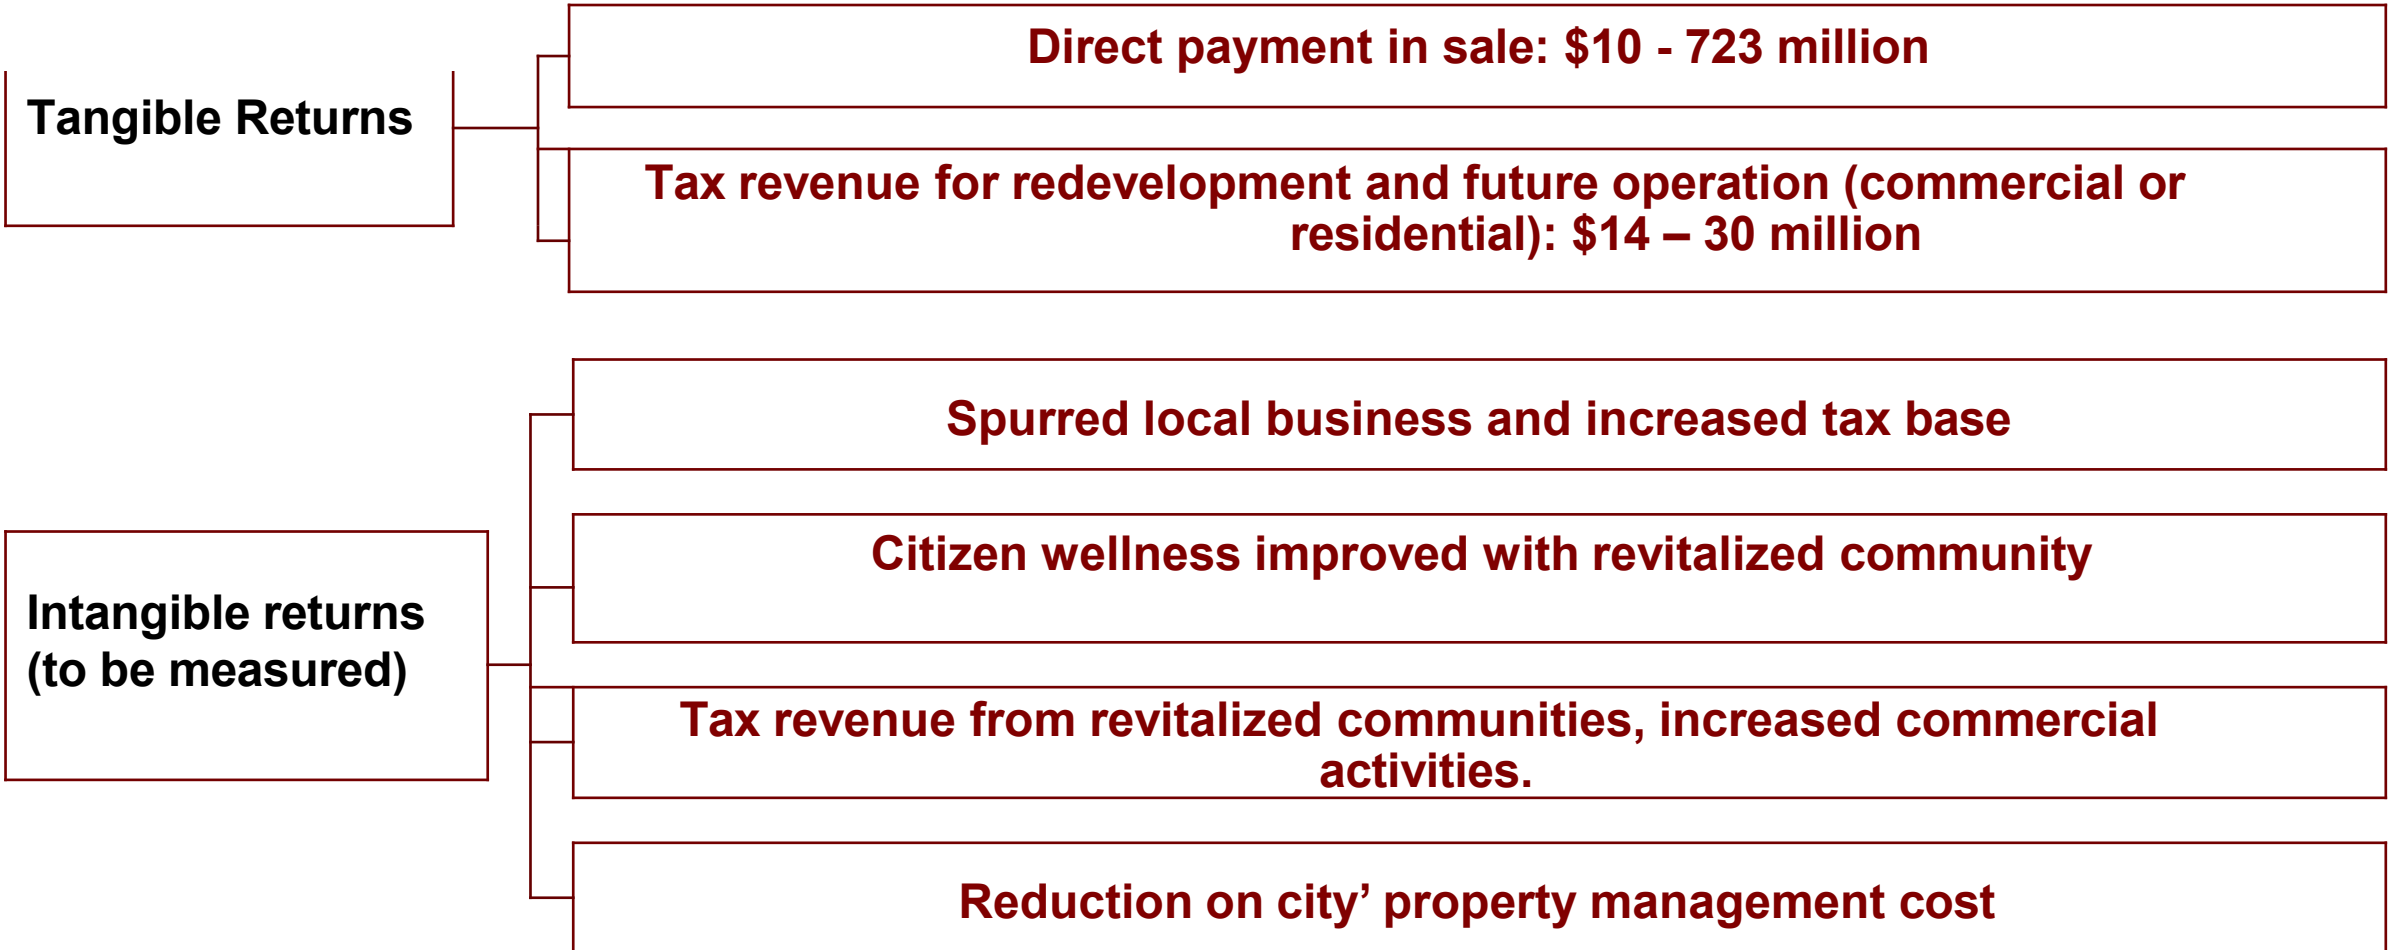 Direct payment in sale: $10 - 723 million
Tangible Returns
Tax revenue for redevelopment and future operation (commercial or
residential): $14 – 30 million
Spurred local business and increased tax base
Citizen wellness improved with revitalized community
Intangible returns
(to be measured)
Tax revenue from revitalized communities, increased commercial
activities.
Reduction on city’ property management cost